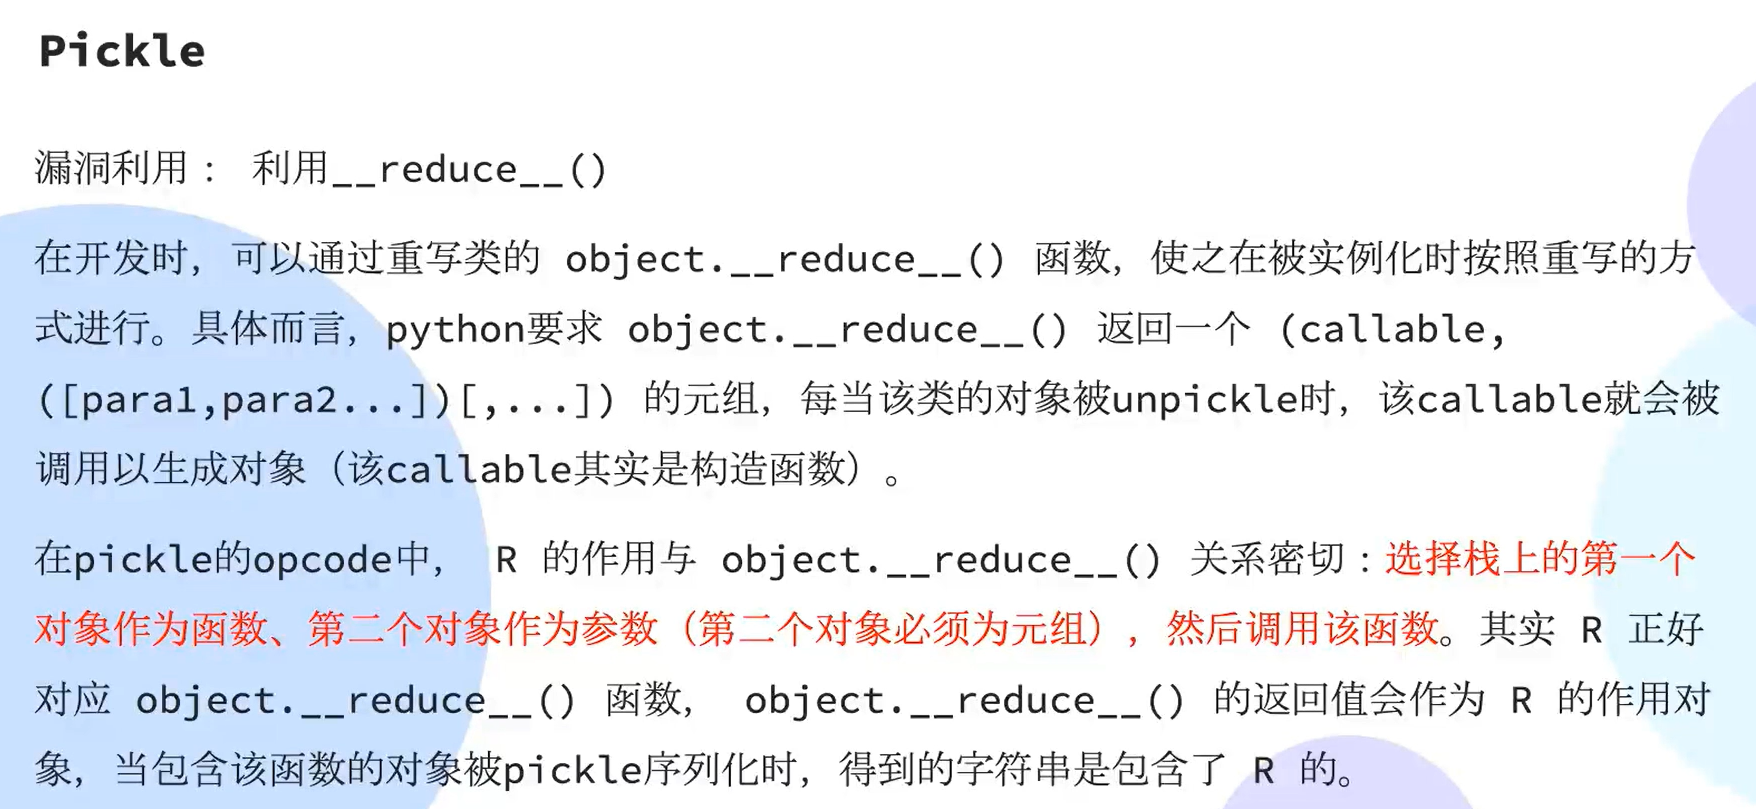 Pickle
漏洞利用： 利用__reduce__()
在开发时，可以通过重写类的 object.__reduce__() 函数，使之在被实例化时按照重写的方
式进行。具体而言，python要求 object.__reduce__() 返回一个 (callable,
([para1,para2...])[,...]) 的元组，每当该类的对象被unpickle时，该callable就会被
调用以生成对象（该callable其实是构造函数）。
在pickle的opcode中， R 的作用与 object.__reduce__() 关系密切：选择栈上的第一个
对象作为函数、第二个对象作为参数（第二个对象必须为元组），然后调用该函数。其实 R 正好
对应 object.__reduce__() 函数， object.__reduce__() 的返回值会作为 R 的作用对
象，当包含该函数的对象被pickle序列化时，得到的字符串是包含了 R 的。